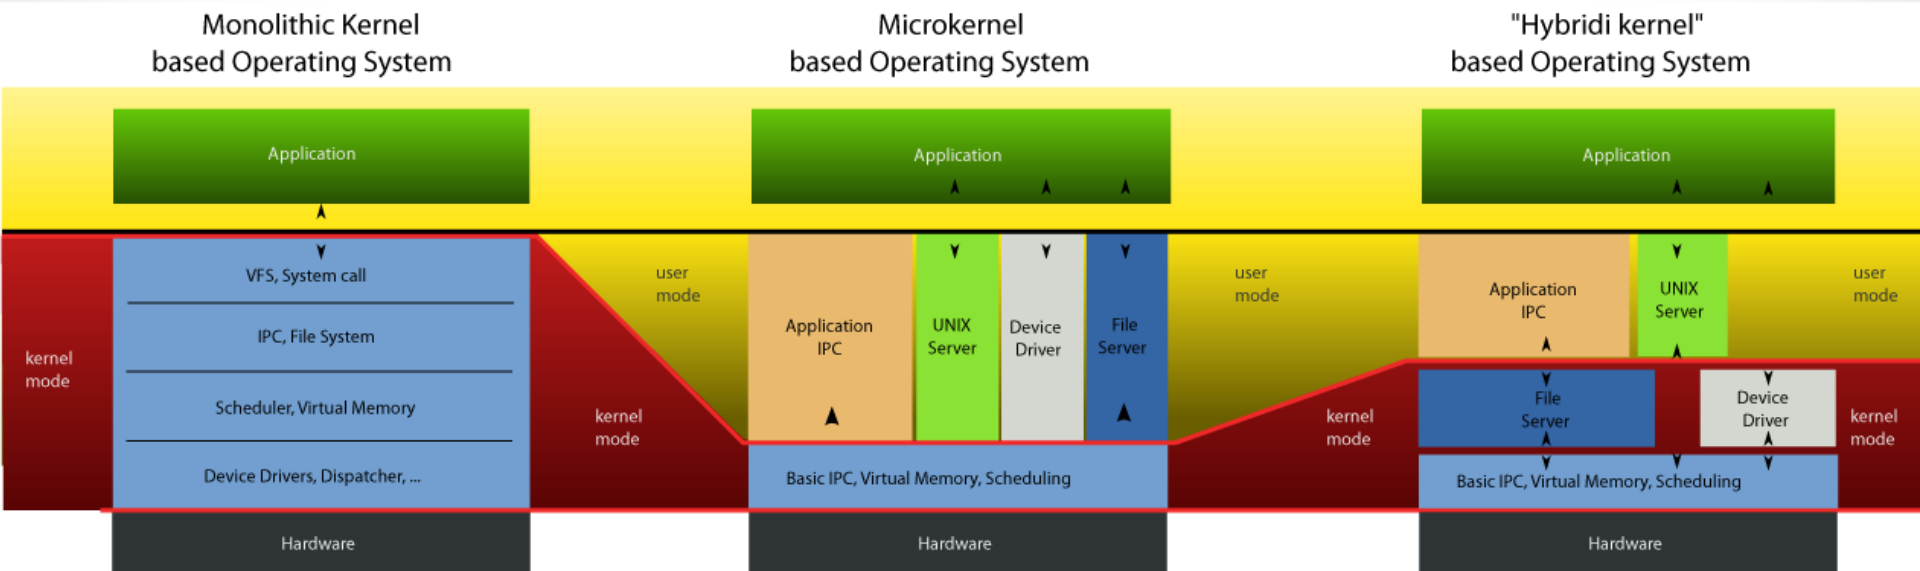 Monolithic Kernel
based Operating System
Microkernel
based Operating System
"Hybridi kernel"
based Operating System
Application
Application
Application
VFS, System call
IPC, File System
Scheduler, Virtual Memory
Device Drivers, Dispatcher, ...
Hardware
kernel
mode
user
mode
kernel
mode
Application
IPC
UNIX
Server
Device
Driver
File
Server
Basic IPC, Virtual Memory, Scheduling
Hardware
user
mode
kernel
mode
Application
IPC
UNIX
Server
user
mode
File
Server
Device
Driver
kernel
mode
Basic IPC, Virtual Memory, Scheduling
Hardware